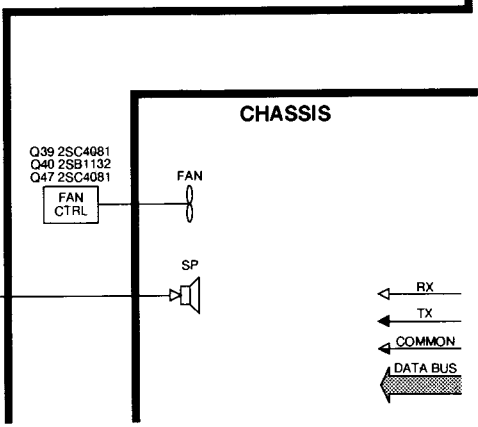 CHASSIS
Q39 2SC4081
Q40 2SB1132
Q47 2SC4081
FAN
CTRL
FAN
SP
RX
TX
COMMON
DATA BUS